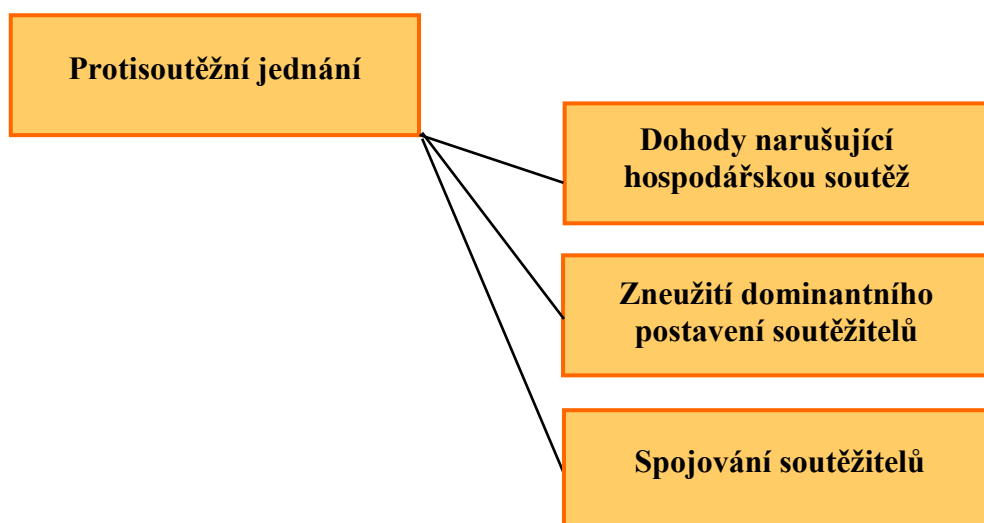 Protisoutěžní jednání
Dohody narušující
hospodářskou soutěž
Zneužití dominantního
postavení soutěžitelů
Spojování soutěžitelů